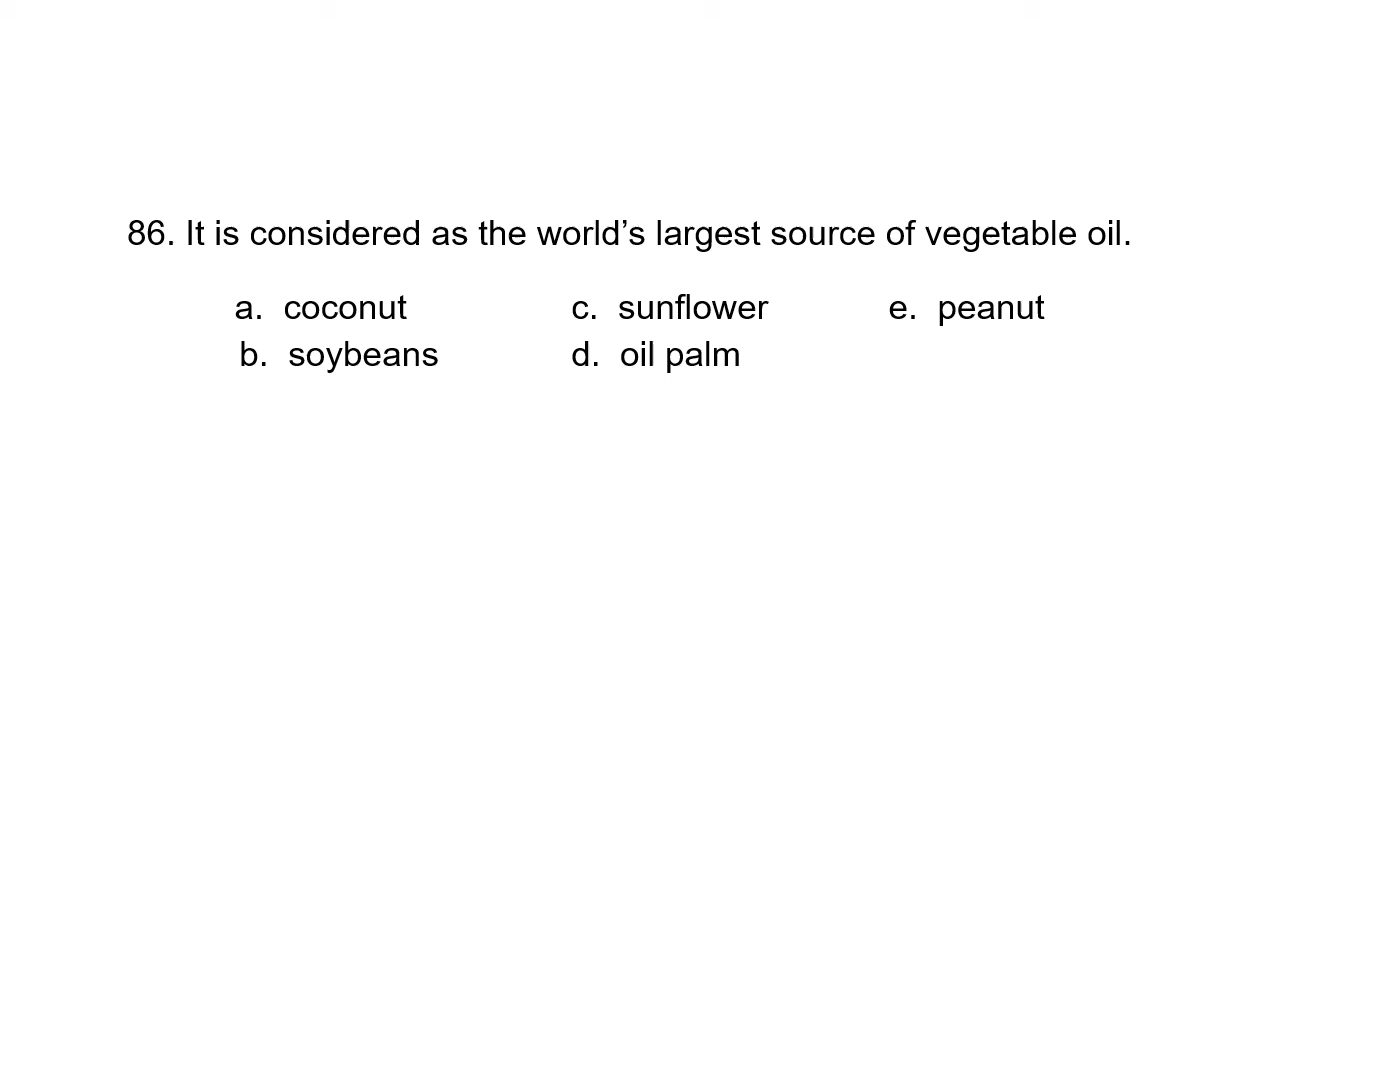 86. It is considered as the world’s largest source of vegetable oil.
a. coconut c. sunflower e. peanut
b. soybeans d. oil palm